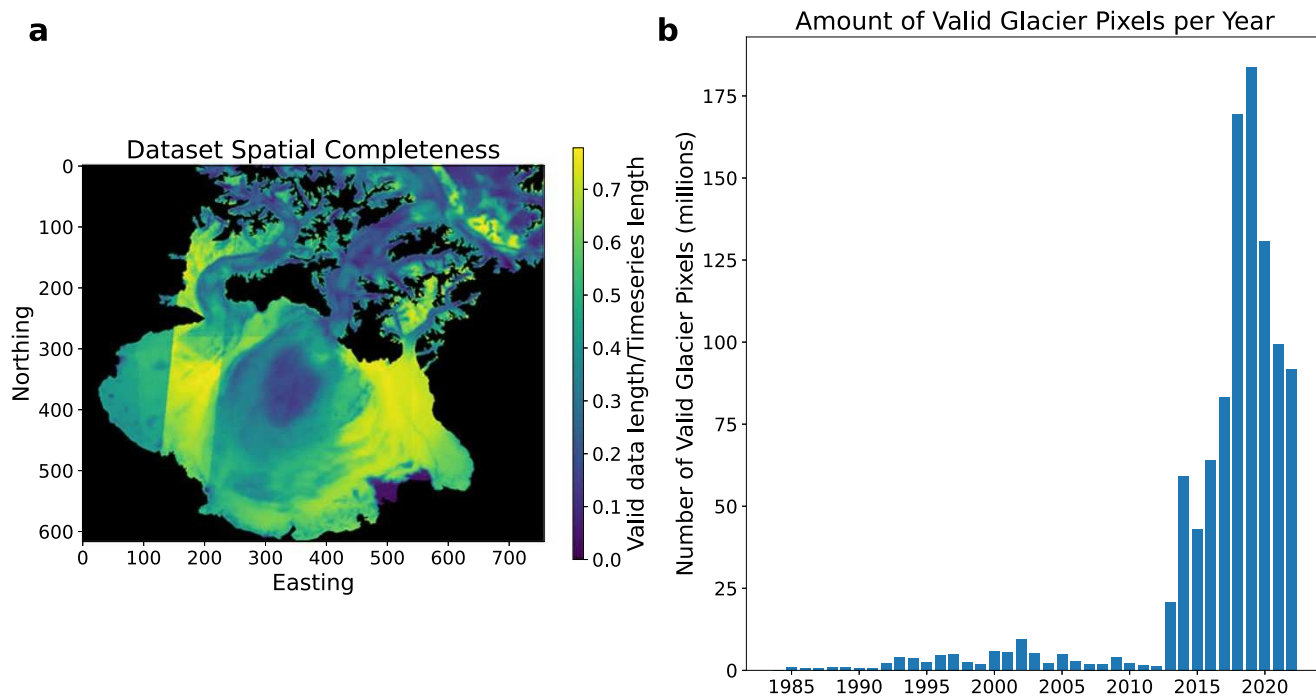 a
Dataset Spatial Completeness
0
100
200
300
400
500
600
Northing
0 100 200 300 400 500 600 700
Easting
0.7
0.6
0.5
0.4
0.3
0.2
0.1
0.0
Valid data length/Timeseries length
b
Amount of Valid Glacier Pixels per Year
175
150
125
100
75
50
25
0
Number of Valid Glacier Pixels (millions)
1985 1990 1995 2000 2005 2010 2015 2020